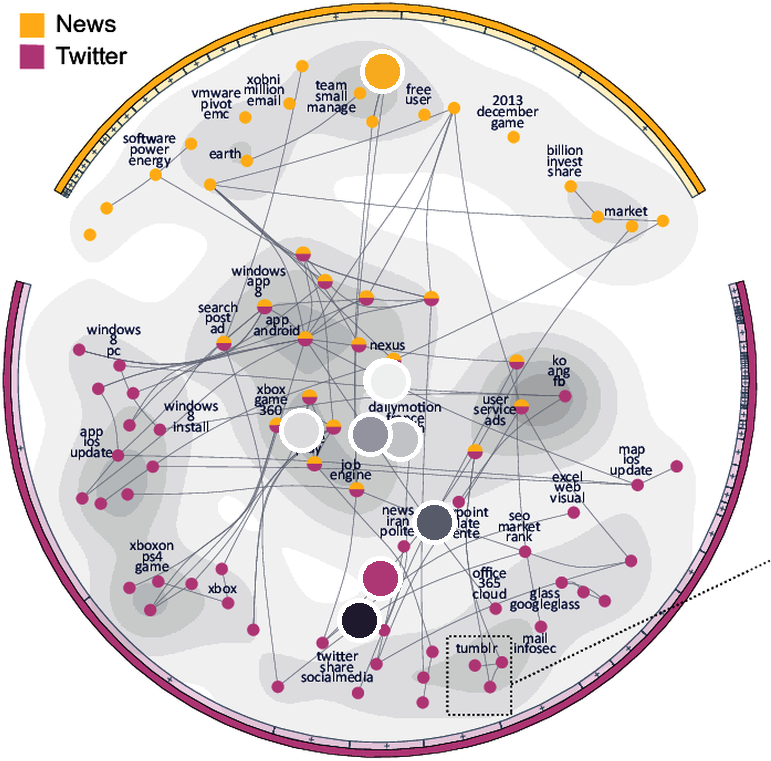 News
Twitter
xobni
million
email
vmware
pivot
emc
team
small
manage
free
user
2013
december
game
software
power
energy
earth
billion
invest
share
market
windows
app
8
search
post
ad
app
android
nexus
windows
8
pc
ko
ang
fb
xbox
game
360
dailymotion
user
service
ads
windows
8
install
app
ios
update
job
engine
map
ios
update
excel
web
visual
news
iran
polite
point
seo
market
rank
xboxon
ps4
game
xbox
office
365
cloud
glass
googleglass
mail
infosec
tumblr
twitter
share
socialmedia